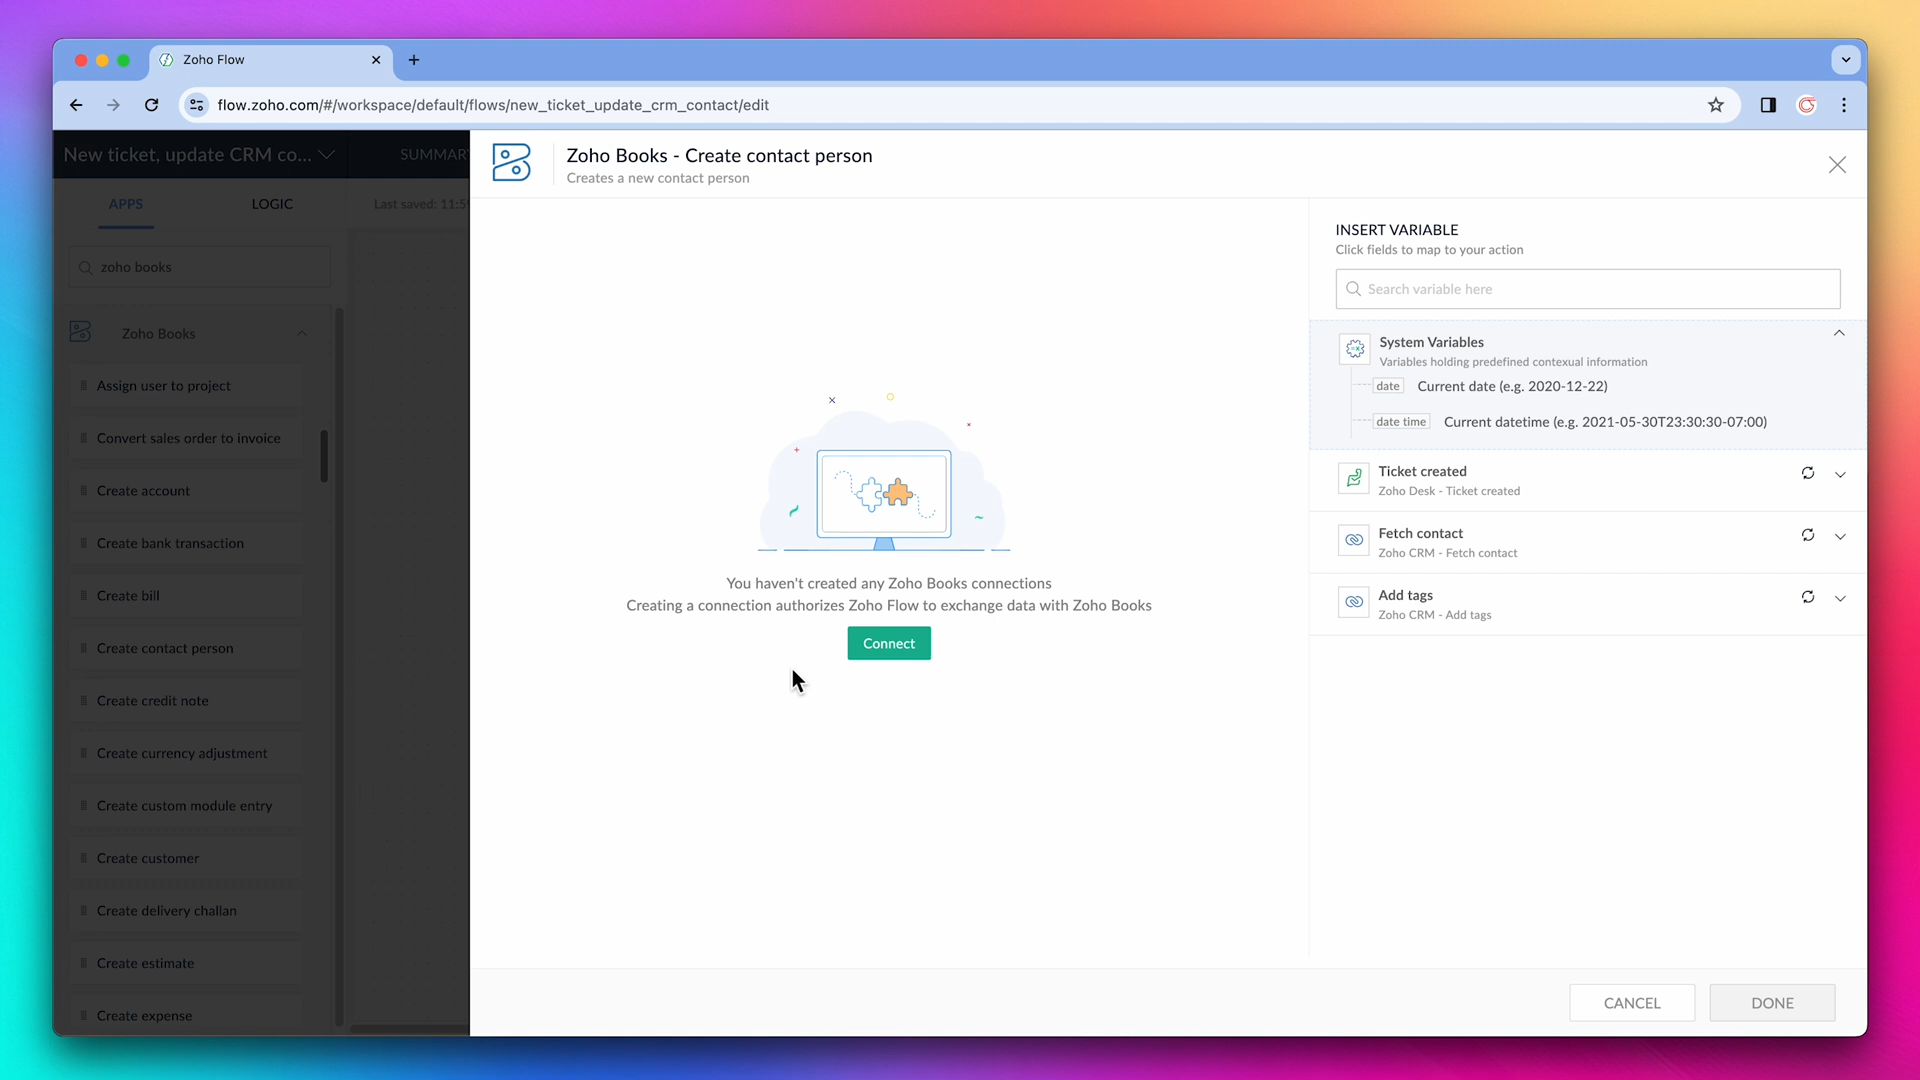 Zoho Flow
flow.zoho.com/#/workspace/default/flows/new_ticket_update_crm_contact/edit
New ticket, update CRM co...
SUMMAR
APPS
LOGIC
Last saved: 11:5
zoho books
Zoho Books
Assign user to project
Convert sales order to invoice
Create account
Create bank transaction
Create bill
Create contact person
Create credit note
Create currency adjustment
Create custom module entry
Create customer
Create delivery challan
Create estimate
Create expense
Zoho Books - Create contact person
Creates a new contact person
You haven't created any Zoho Books connections
Creating a connection authorizes Zoho Flow to exchange data with Zoho Books
Connect
INSERT VARIABLE
Click fields to map to your action
Search variable here
System Variables
Variables holding predefined contexual information
date Current date (e.g. 2020-12-22)
date time Current datetime (e.g. 2021-05-30T23:30:30-07:00)
Ticket created
Zoho Desk - Ticket created
Fetch contact
Zoho CRM - Fetch contact
Add tags
Zoho CRM - Add tags
CANCEL
DONE